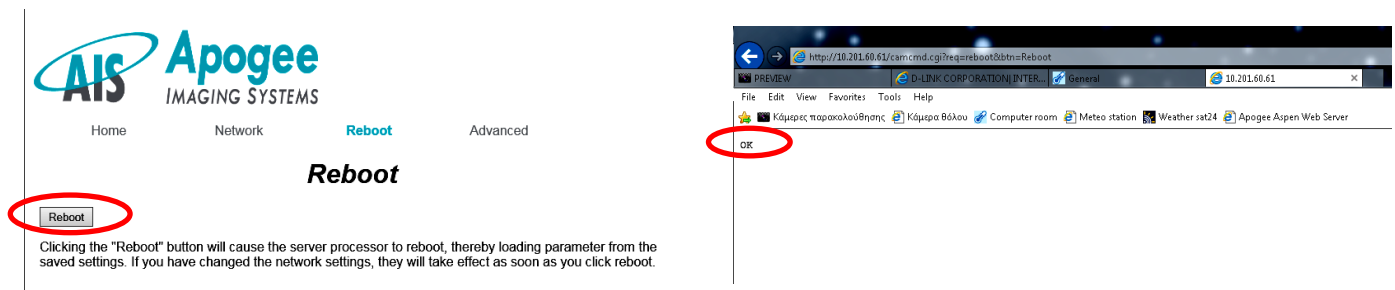 AIS Apogee
IMAGING SYSTEMS
Home Network Reboot Advanced
Reboot
Reboot
Clicking the "Reboot" button will cause the server processor to reboot, thereby loading parameter from the
saved settings. If you have changed the network settings, they will take effect as soon as you click reboot.
http://10.201.60.61/camcmd.cgi?req=reboot&btn=Reboot
PREVIEW D-LINK CORPORATION| INTER... General 10.201.60.61 ×
File Edit View Favorites Tools Help
Κάμερες παρακολούθησης Κάμερα θόλου Computer room Meteo station Weather sat24 Apogee Aspen Web Server
OK